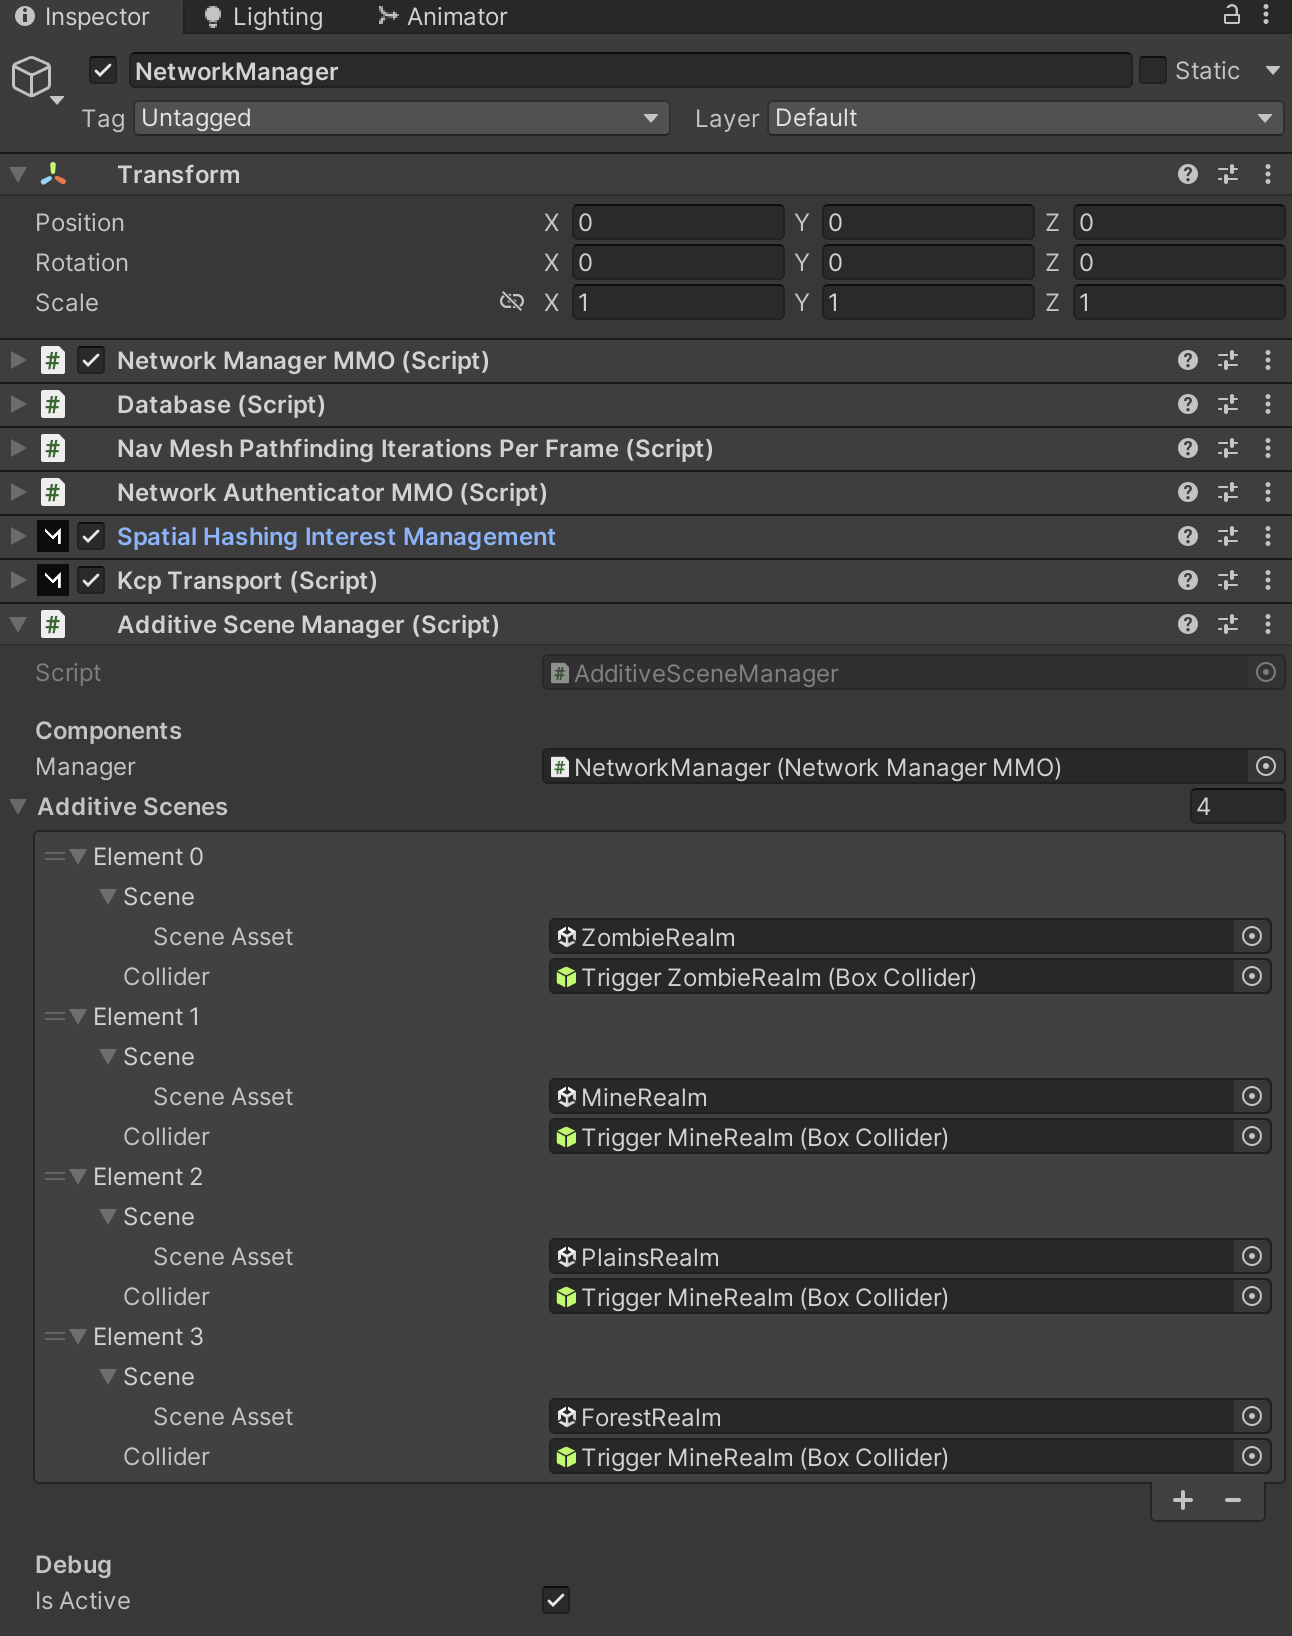 Inspector Lighting Animator
NetworkManager Static
Tag Untagged Layer Default
Transform
Position X 0 Y 0 Z 0
Rotation X 0 Y 0 Z 0
Scale X 1 Y 1 Z 1
# Network Manager MMO (Script)
# Database (Script)
# Nav Mesh Pathfinding Iterations Per Frame (Script)
# Network Authenticator MMO (Script)
Spatial Hashing Interest Management
Kcp Transport (Script)
# Additive Scene Manager (Script)
Script # AdditiveSceneManager
Components
Manager # NetworkManager (Network Manager MMO)
Additive Scenes 4
Element 0
Scene
Scene Asset ZombieRealm
Collider Trigger ZombieRealm (Box Collider)
Element 1
Scene
Scene Asset MineRealm
Collider Trigger MineRealm (Box Collider)
Element 2
Scene
Scene Asset PlainsRealm
Collider Trigger MineRealm (Box Collider)
Element 3
Scene
Scene Asset ForestRealm
Collider Trigger MineRealm (Box Collider)
+ −
Debug
Is Active